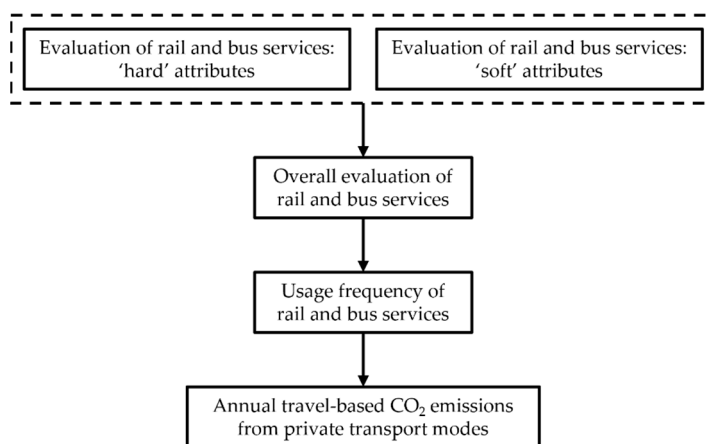 Evaluation of rail and bus services:
‘hard’ attributes
Evaluation of rail and bus services:
‘soft’ attributes
Overall evaluation of
rail and bus services
Usage frequency of
rail and bus services
Annual travel-based CO₂ emissions
from private transport modes